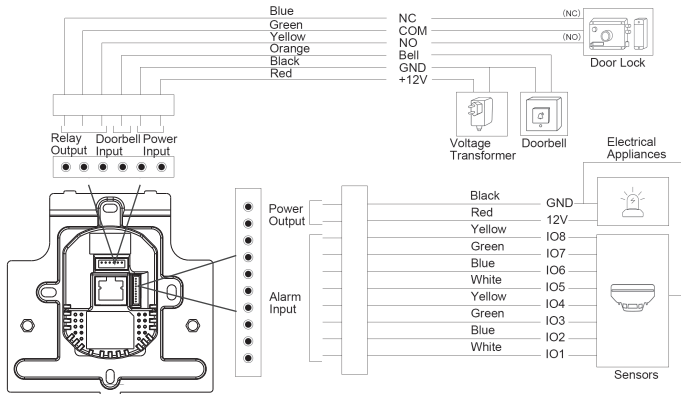 Blue
Green
Yellow
Orange
Black
Red
NC
COM
NO
Bell
GND
+12V
(NC)
(NO)
Door Lock
Relay Output
Doorbell Input
Power Input
Voltage Transformer
Doorbell
Electrical Appliances
Power Output
Alarm Input
Black GND
Red 12V
Yellow IO8
Green IO7
Blue IO6
White IO5
Yellow IO4
Green IO3
Blue IO2
White IO1
Sensors